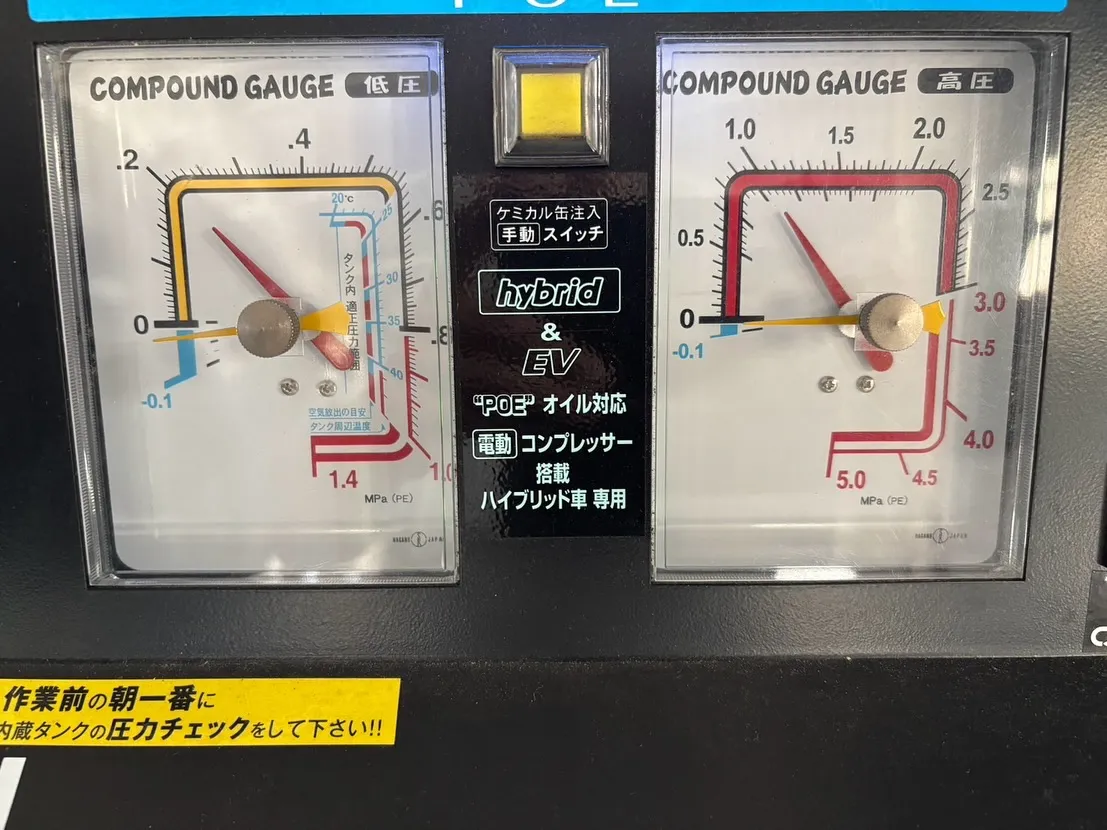 COMPOUND GAUGE 低圧
.2
.4
.6
.8
1.0
1.4
0
-0.1
20℃
25
30
35
40
タンク内 適正圧力範囲
空気放出の目安
タンク周辺温度
MPa (PE)
NAGANO JAPAN
ケミカル缶注入
手動 スイッチ
hybrid
&
EV
"POE" オイル対応
電動 コンプレッサー
搭載
ハイブリッド車 専用
COMPOUND GAUGE 高圧
1.0
1.5
2.0
2.5
0.5
0
-0.1
3.0
3.5
4.0
4.5
5.0
MPa (PE)
NAGANO JAPAN
作業前の朝一番に
内蔵タンクの圧力チェックをして下さい!!